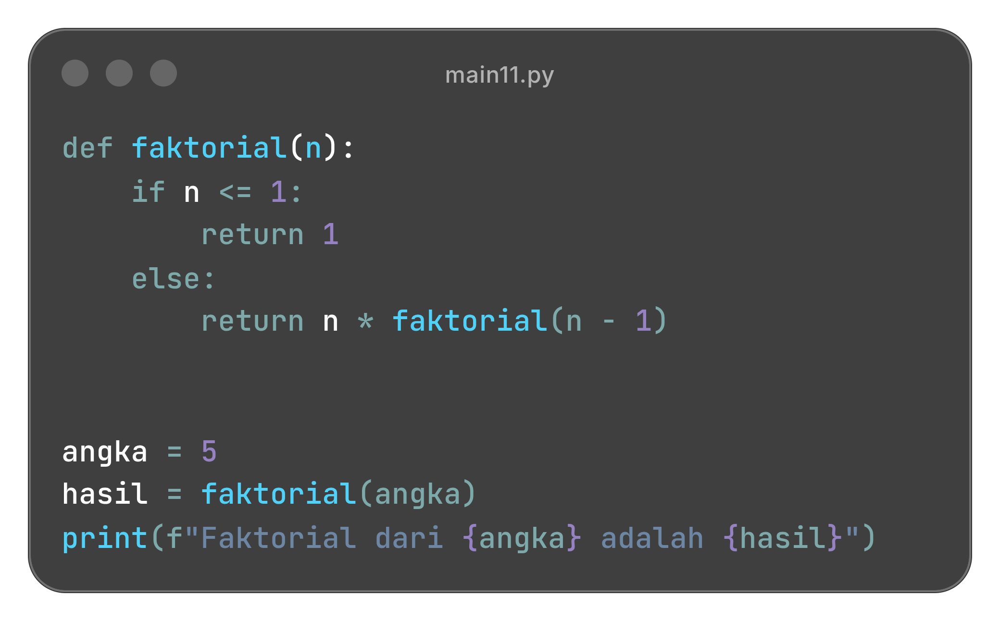 main11.py
def faktorial(n):
    if n <= 1:
        return 1
    else:
        return n * faktorial(n - 1)
angka = 5
hasil = faktorial(angka)
print(f"Faktorial dari {angka} adalah {hasil}")